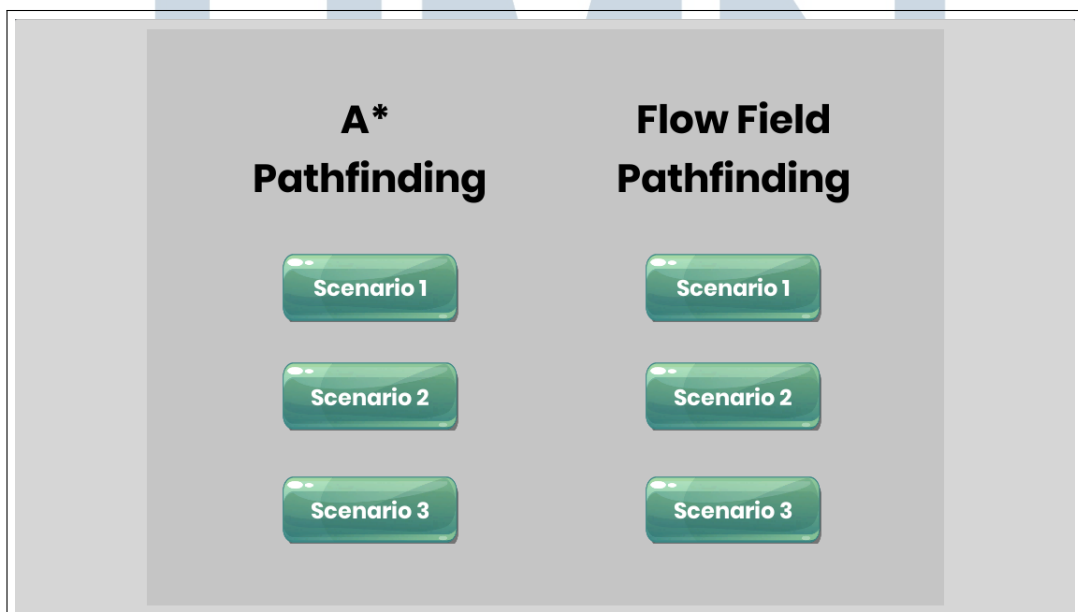 A*
Pathfinding
Scenario 1
Scenario 2
Scenario 3
Flow Field
Pathfinding
Scenario 1
Scenario 2
Scenario 3